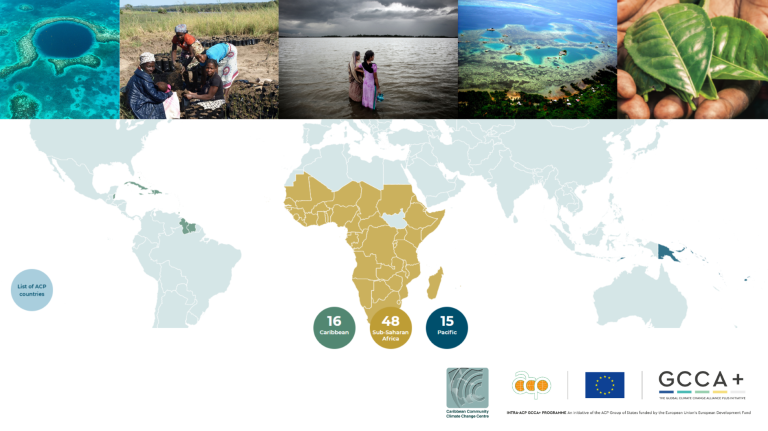 List of ACP
countries
16
Caribbean
48
Sub-Saharan
Africa
15
Pacific
Caribbean Community
Climate Change Centre
acp
GCCA+
THE GLOBAL CLIMATE CHANGE ALLIANCE PLUS INITIATIVE
INTRA-ACP GCCA+ PROGRAMME An initiative of the ACP Group of States funded by the European Union's European Development Fund